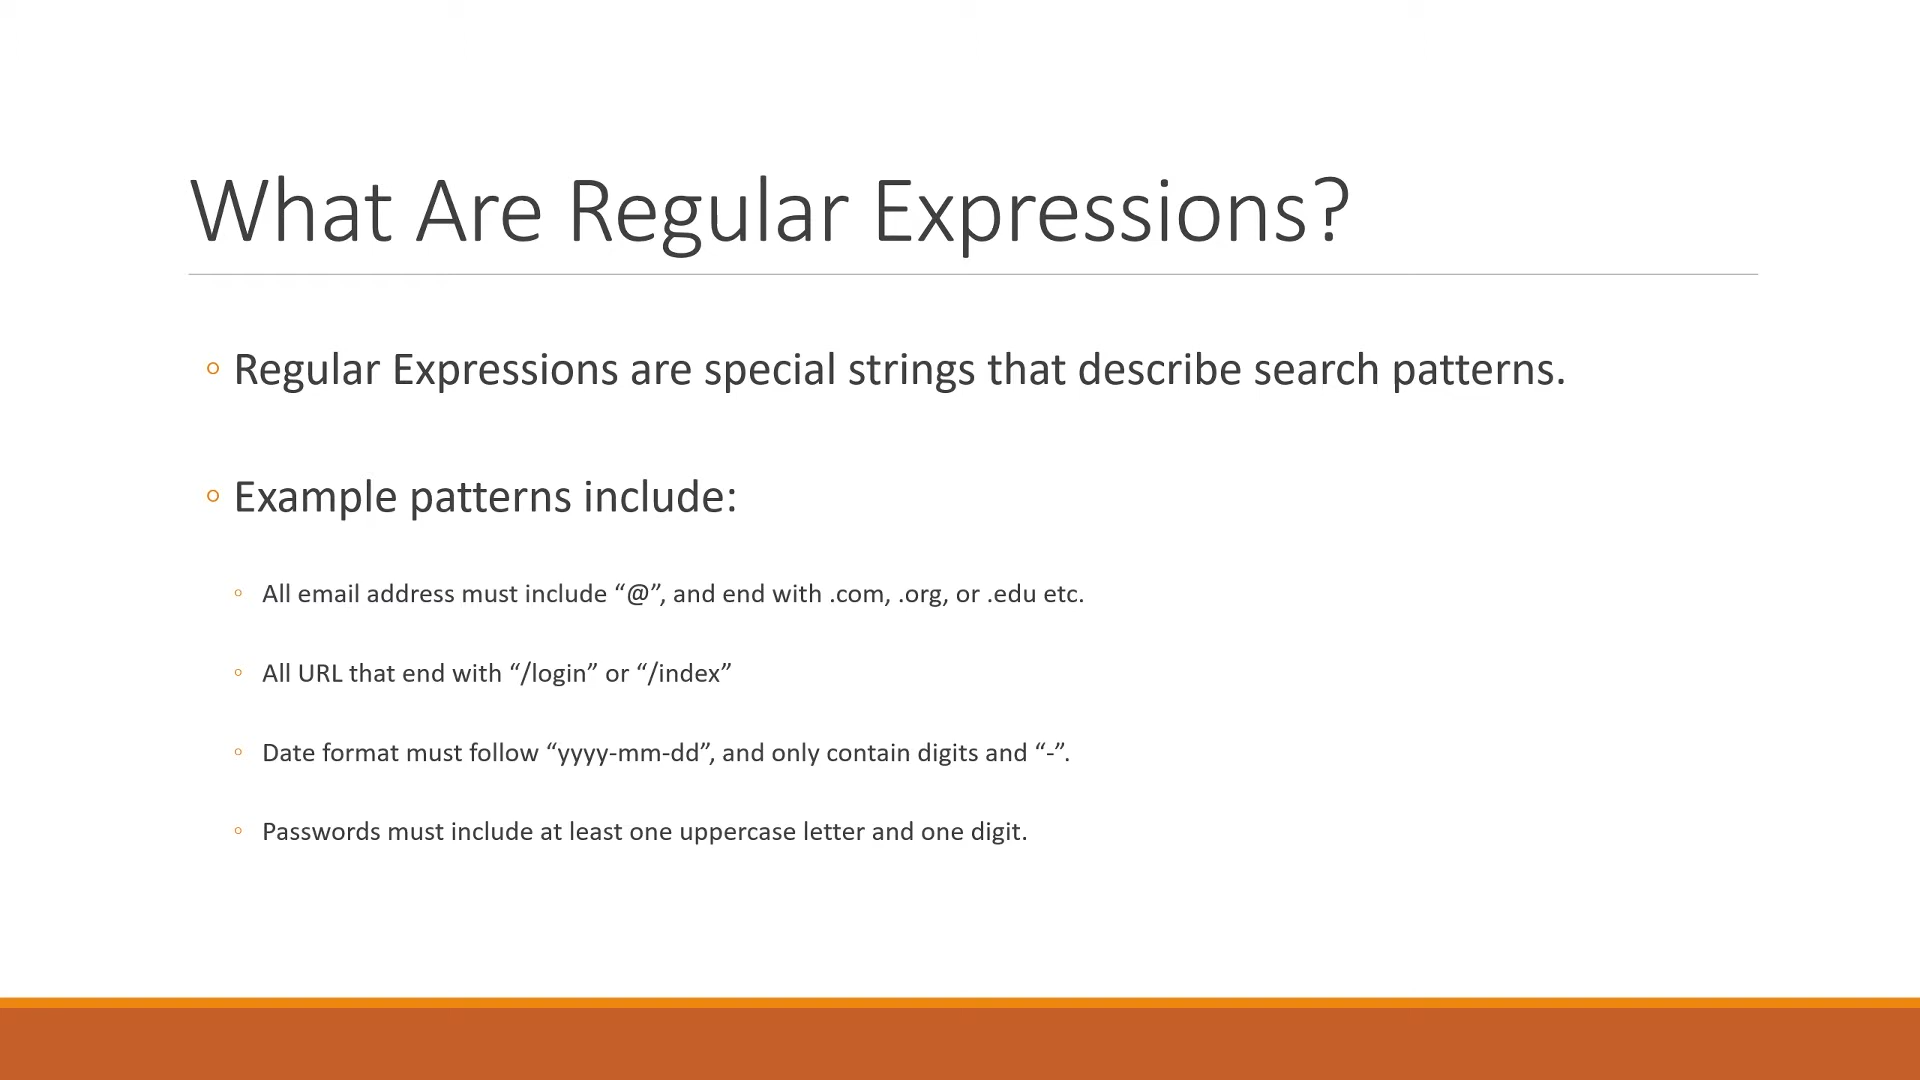 What Are Regular Expressions?
◦ Regular Expressions are special strings that describe search patterns.
◦ Example patterns include:
◦ All email address must include “@”, and end with .com, .org, or .edu etc.
◦ All URL that end with “/login” or “/index”
◦ Date format must follow “yyyy-mm-dd”, and only contain digits and “-”.
◦ Passwords must include at least one uppercase letter and one digit.